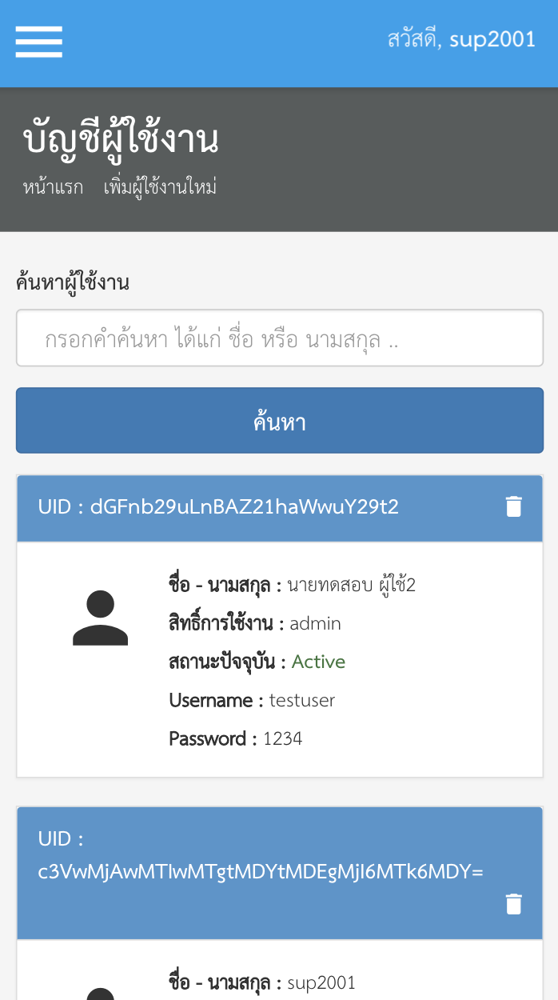 สวัสดี, sup2001
บัญชีผู้ใช้งาน
หน้าแรก เพิ่มผู้ใช้งานใหม่
ค้นหาผู้ใช้งาน
กรอกคำค้นหา ได้แก่ ชื่อ หรือ นามสกุล ..
ค้นหา
UID : dGFnb29uLnBAZ21haWwuY29t2
ชื่อ - นามสกุล : นายทดสอบ ผู้ใช้2
สิทธิ์การใช้งาน : admin
สถานะปัจจุบัน : Active
Username : testuser
Password : 1234
UID :
c3VwMjAwMTIwMTgtMDYtMDEgMjI6MTk6MDY=
ชื่อ - นามสกุล : sup2001